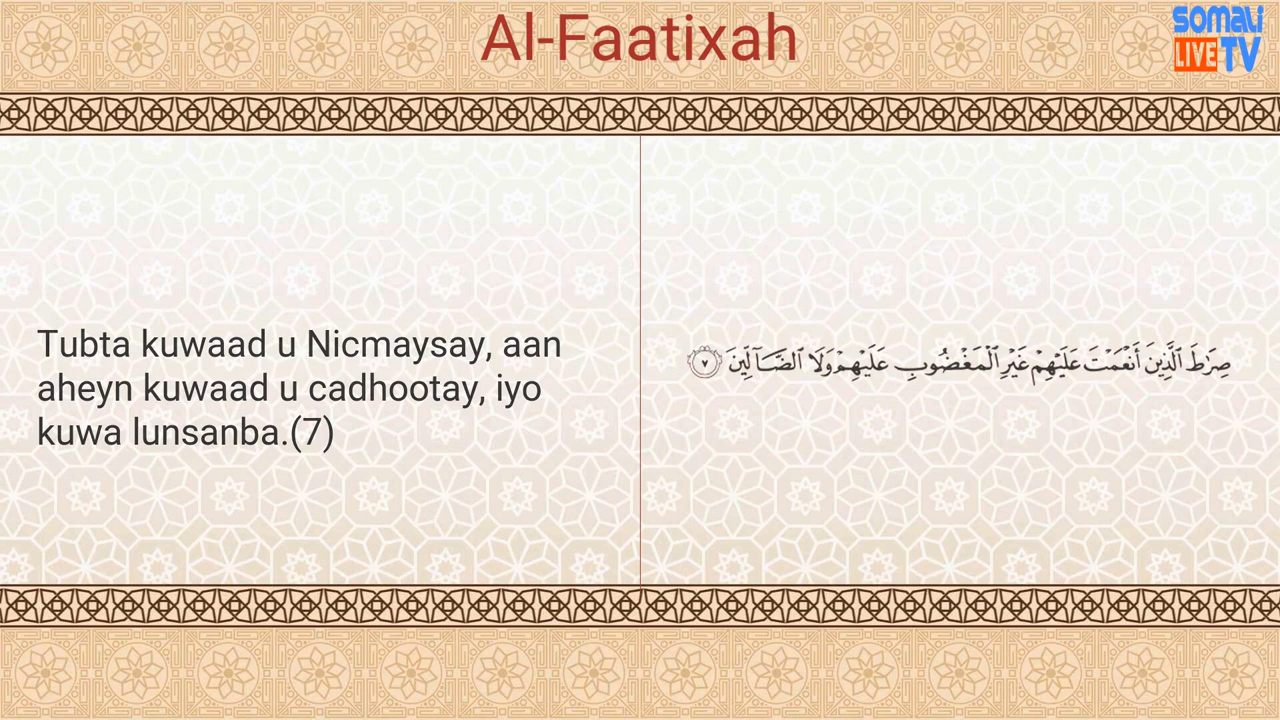 Al-Faatixah
SOMALI
LIVE TV
Tubta kuwaad u Nicmaysay, aan
aheyn kuwaad u cadhootay, iyo
kuwa lunsanba.(7)
صِرَٰطَ ٱلَّذِينَ أَنْعَمْتَ عَلَيْهِمْ غَيْرِ ٱلْمَغْضُوبِ عَلَيْهِمْ وَلَا ٱلضَّآلِّينَ ٧